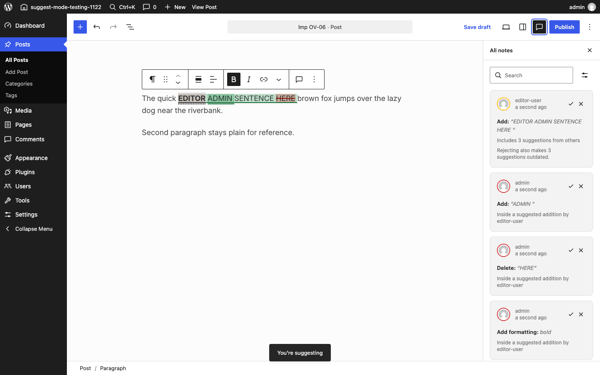 suggest-mode-testing-1122 Ctrl+K 0 New View Post admin
Dashboard
Posts
All Posts
Add Post
Categories
Tags
Media
Pages
Comments
Appearance
Plugins
Users
Tools
Settings
Collapse Menu
Imp OV-06 · Post Save draft Publish
B I
The quick EDITOR ADMIN SENTENCE HERE brown fox jumps over the lazy
dog near the riverbank.
Second paragraph stays plain for reference.
You're suggesting
Post / Paragraph
All notes
Search
editor-user
a second ago
Add: "EDITOR ADMIN SENTENCE
HERE "
Includes 3 suggestions from others
Rejecting also makes 3
suggestions outdated.
admin
a second ago
Add: "ADMIN "
Inside a suggested addition by
editor-user
admin
a second ago
Delete: "HERE"
Inside a suggested addition by
editor-user
admin
a second ago
Add formatting: bold
Inside a suggested addition by
editor-user